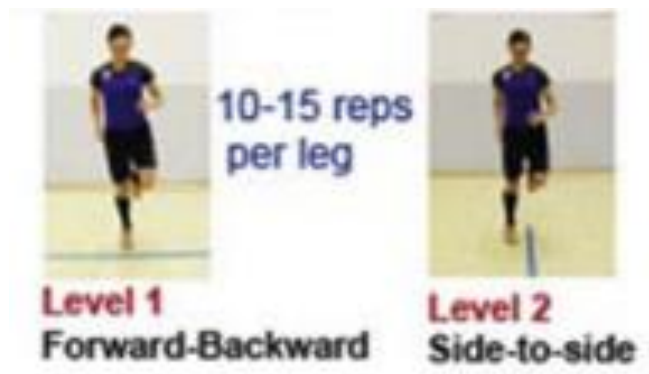 10-15 reps
per leg
Level 1
Forward-Backward
Level 2
Side-to-side